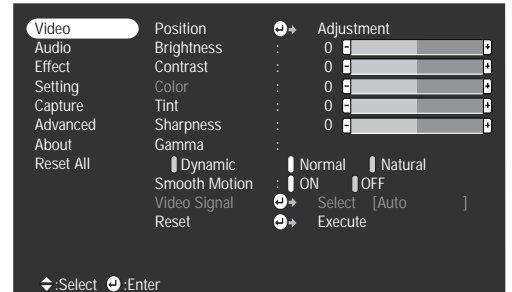 Video Position Adjustment
Audio Brightness : 0 - +
Effect Contrast : 0 - +
Setting Color : 0 - +
Capture Tint : 0 - +
Advanced Sharpness : 0 - +
About Gamma :
Reset All Dynamic Normal Natural
Smooth Motion : ON OFF
Video Signal Select [Auto ]
Reset Execute
:Select :Enter